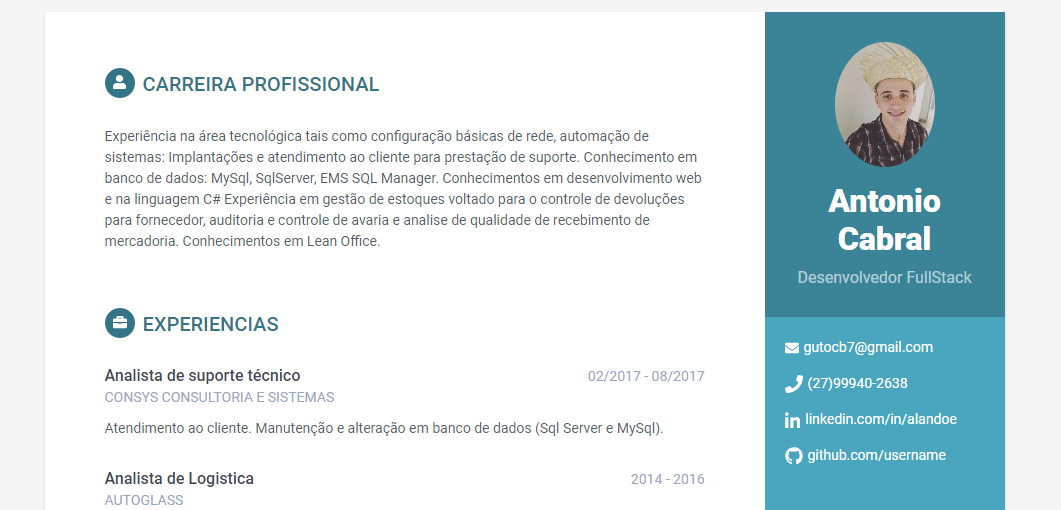 CARREIRA PROFISSIONAL
Experiência na área tecnológica tais como configuração básicas de rede, automação de
sistemas: Implantações e atendimento ao cliente para prestação de suporte. Conhecimento em
banco de dados: MySql, SqlServer, EMS SQL Manager. Conhecimentos em desenvolvimento web
e na linguagem C# Experiência em gestão de estoques voltado para o controle de devoluções
para fornecedor, auditoria e controle de avaria e analise de qualidade de recebimento de
mercadoria. Conhecimentos em Lean Office.
EXPERIENCIAS
Analista de suporte técnico 02/2017 - 08/2017
CONSYS CONSULTORIA E SISTEMAS
Atendimento ao cliente. Manutenção e alteração em banco de dados (Sql Server e MySql).
Analista de Logistica 2014 - 2016
AUTOGLASS
Antonio
Cabral
Desenvolvedor FullStack
gutocb7@gmail.com
(27)99940-2638
linkedin.com/in/alandoe
github.com/username